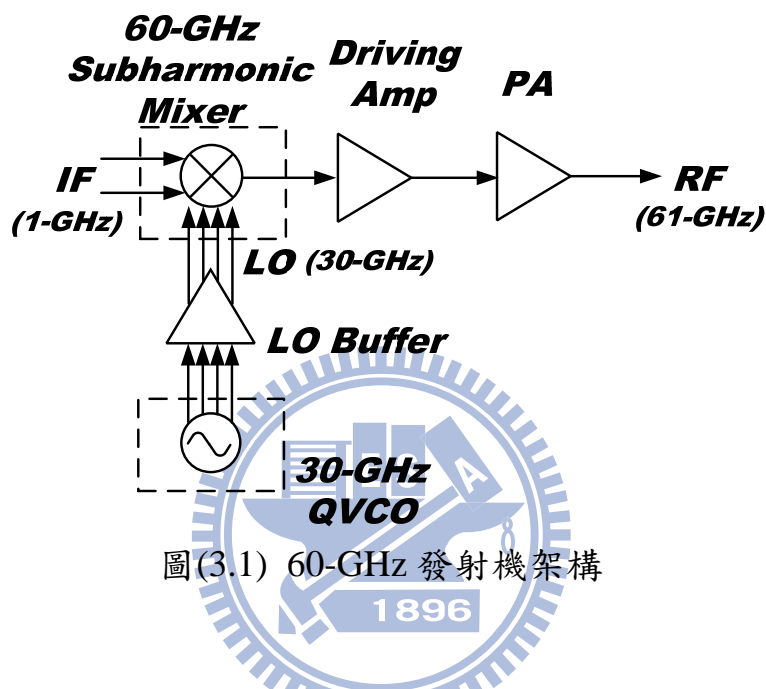 60-GHz
Subharmonic
Mixer
Driving
Amp
PA
IF
(1-GHz)
RF
(61-GHz)
LO (30-GHz)
LO Buffer
30-GHz
QVCO
圖(3.1) 60-GHz 發射機架構
A
1896